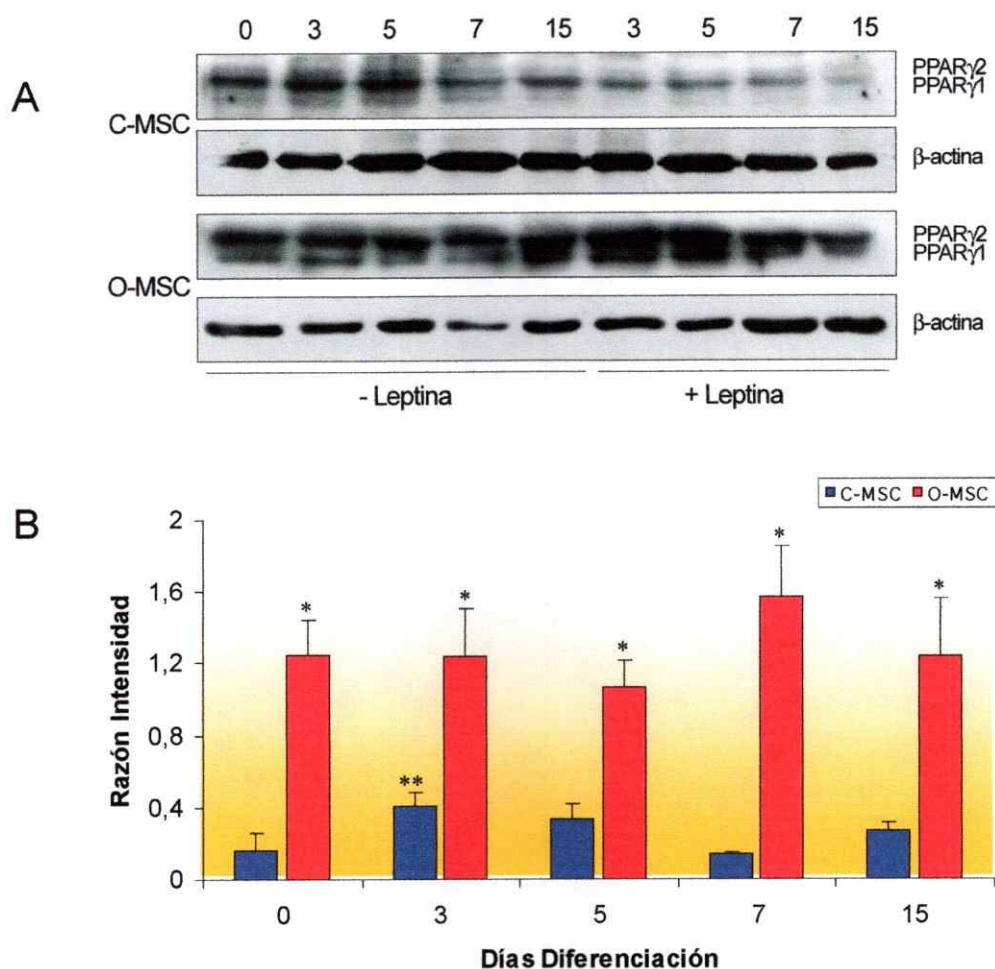 0 3 5 7 15 3 5 7 15
A
PPARγ2
PPARγ1
C-MSC
β-actina
PPARγ2
PPARγ1
O-MSC
β-actina
- Leptina + Leptina
B
C-MSC O-MSC
2
1,6
1,2
0,8
0,4
0
Razón Intensidad
* ** * * * *
0 3 5 7 15
Días Diferenciación